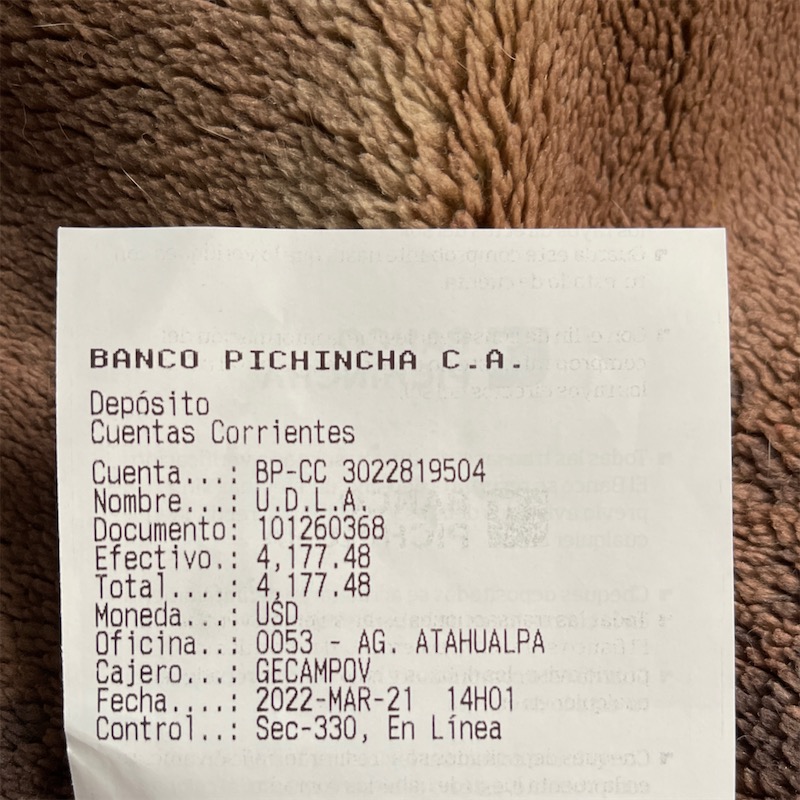 BANCO PICHINCHA C.A.
Depósito
Cuentas Corrientes
Cuenta...: BP-CC 3022819504
Nombre...: U.D.L.A.
Documento: 101260368
Efectivo.: 4,177.48
Total....: 4,177.48
Moneda...: USD
Oficina..: 0053 - AG. ATAHUALPA
Cajero...: GECAMPOV
Fecha....: 2022-MAR-21 14H01
Control..: Sec-330, En Línea